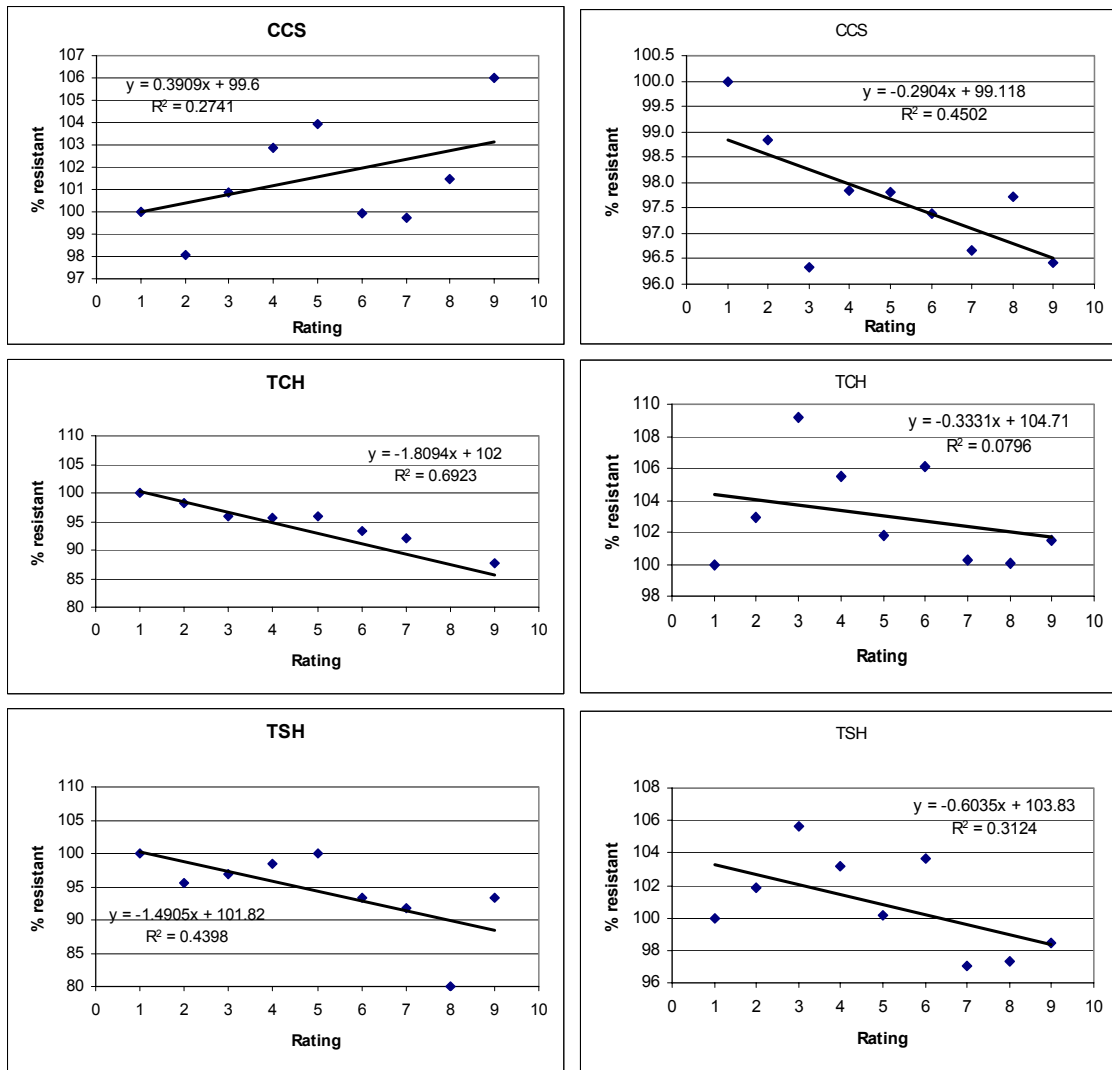 CCS
y = 0.3909x + 99.6
R² = 0.2741
% resistant
107
106
105
104
103
102
101
100
99
98
97
0 1 2 3 4 5 6 7 8 9 10
Rating
CCS
y = -0.2904x + 99.118
R² = 0.4502
% resistant
100.5
100.0
99.5
99.0
98.5
98.0
97.5
97.0
96.5
96.0
0 1 2 3 4 5 6 7 8 9 10
Rating
TCH
y = -1.8094x + 102
R² = 0.6923
% resistant
110
105
100
95
90
85
80
0 1 2 3 4 5 6 7 8 9 10
Rating
TCH
y = -0.3331x + 104.71
R² = 0.0796
% resistant
110
108
106
104
102
100
98
0 1 2 3 4 5 6 7 8 9 10
Rating
TSH
y = -1.4905x + 101.82
R² = 0.4398
% resistant
110
105
100
95
90
85
80
0 1 2 3 4 5 6 7 8 9 10
Rating
TSH
y = -0.6035x + 103.83
R² = 0.3124
% resistant
108
106
104
102
100
98
96
0 1 2 3 4 5 6 7 8 9 10
Rating